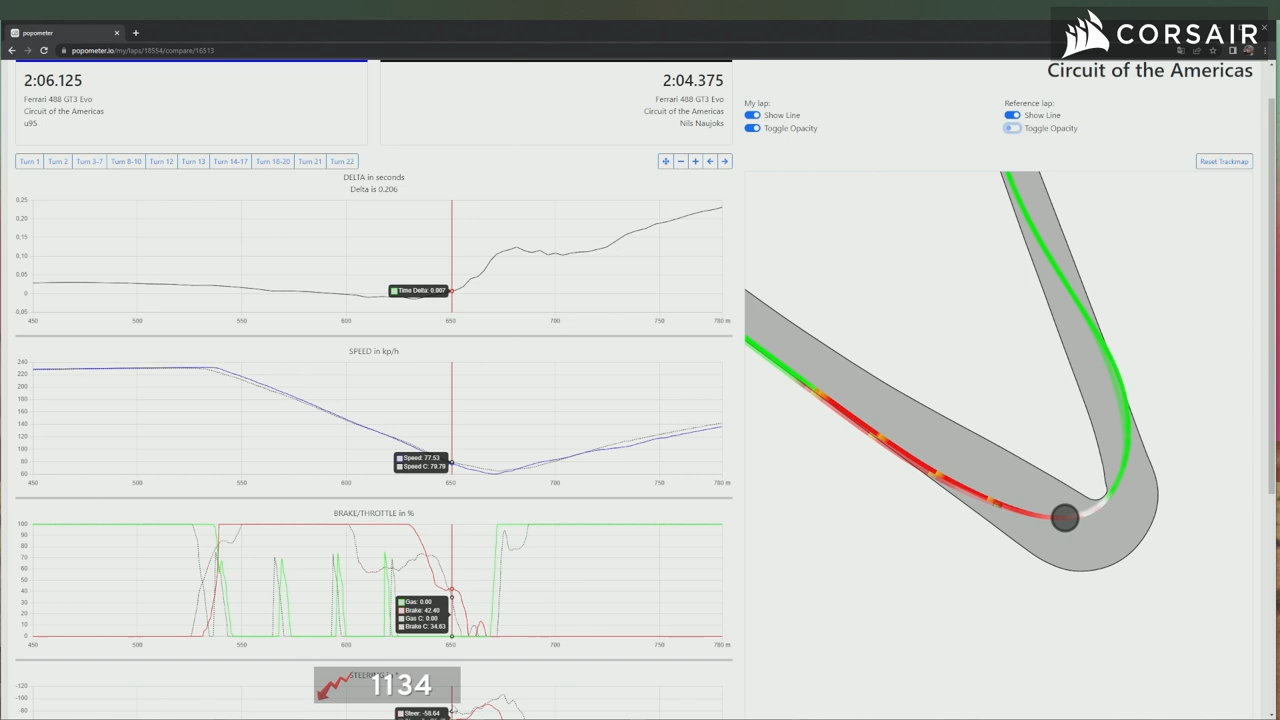 popometer
popometer.io/my/laps/18554/compare/16513
CORSAIR
2:06.125
Ferrari 488 GT3 Evo
Circuit of the Americas
u95
2:04.375
Ferrari 488 GT3 Evo
Circuit of the Americas
Nils Naujoks
Circuit of the Americas
My lap:
Show Line
Toggle Opacity
Reference lap:
Show Line
Toggle Opacity
Turn 1 Turn 2 Turn 3-7 Turn 8-10 Turn 12 Turn 13 Turn 14-17 Turn 18-20 Turn 21 Turn 22
Reset Trackmap
DELTA in seconds
Delta is 0.206
0,25
0,20
0,15
0,10
0,05
0
0,05
Time Delta: 0.007
450 500 550 600 650 700 750 780 m
SPEED in kp/h
240
220
200
180
160
140
120
100
80
60
Speed: 77.53
Speed C: 79.79
450 500 550 600 650 700 750 780 m
BRAKE/THROTTLE in %
100
90
80
70
60
50
40
30
20
10
0
Gas: 0.00
Brake: 42.40
Gas C: 0.00
Brake C: 34.63
450 500 550 600 650 700 750 780 m
1134
-120
-100
-80
Steer: -58.64